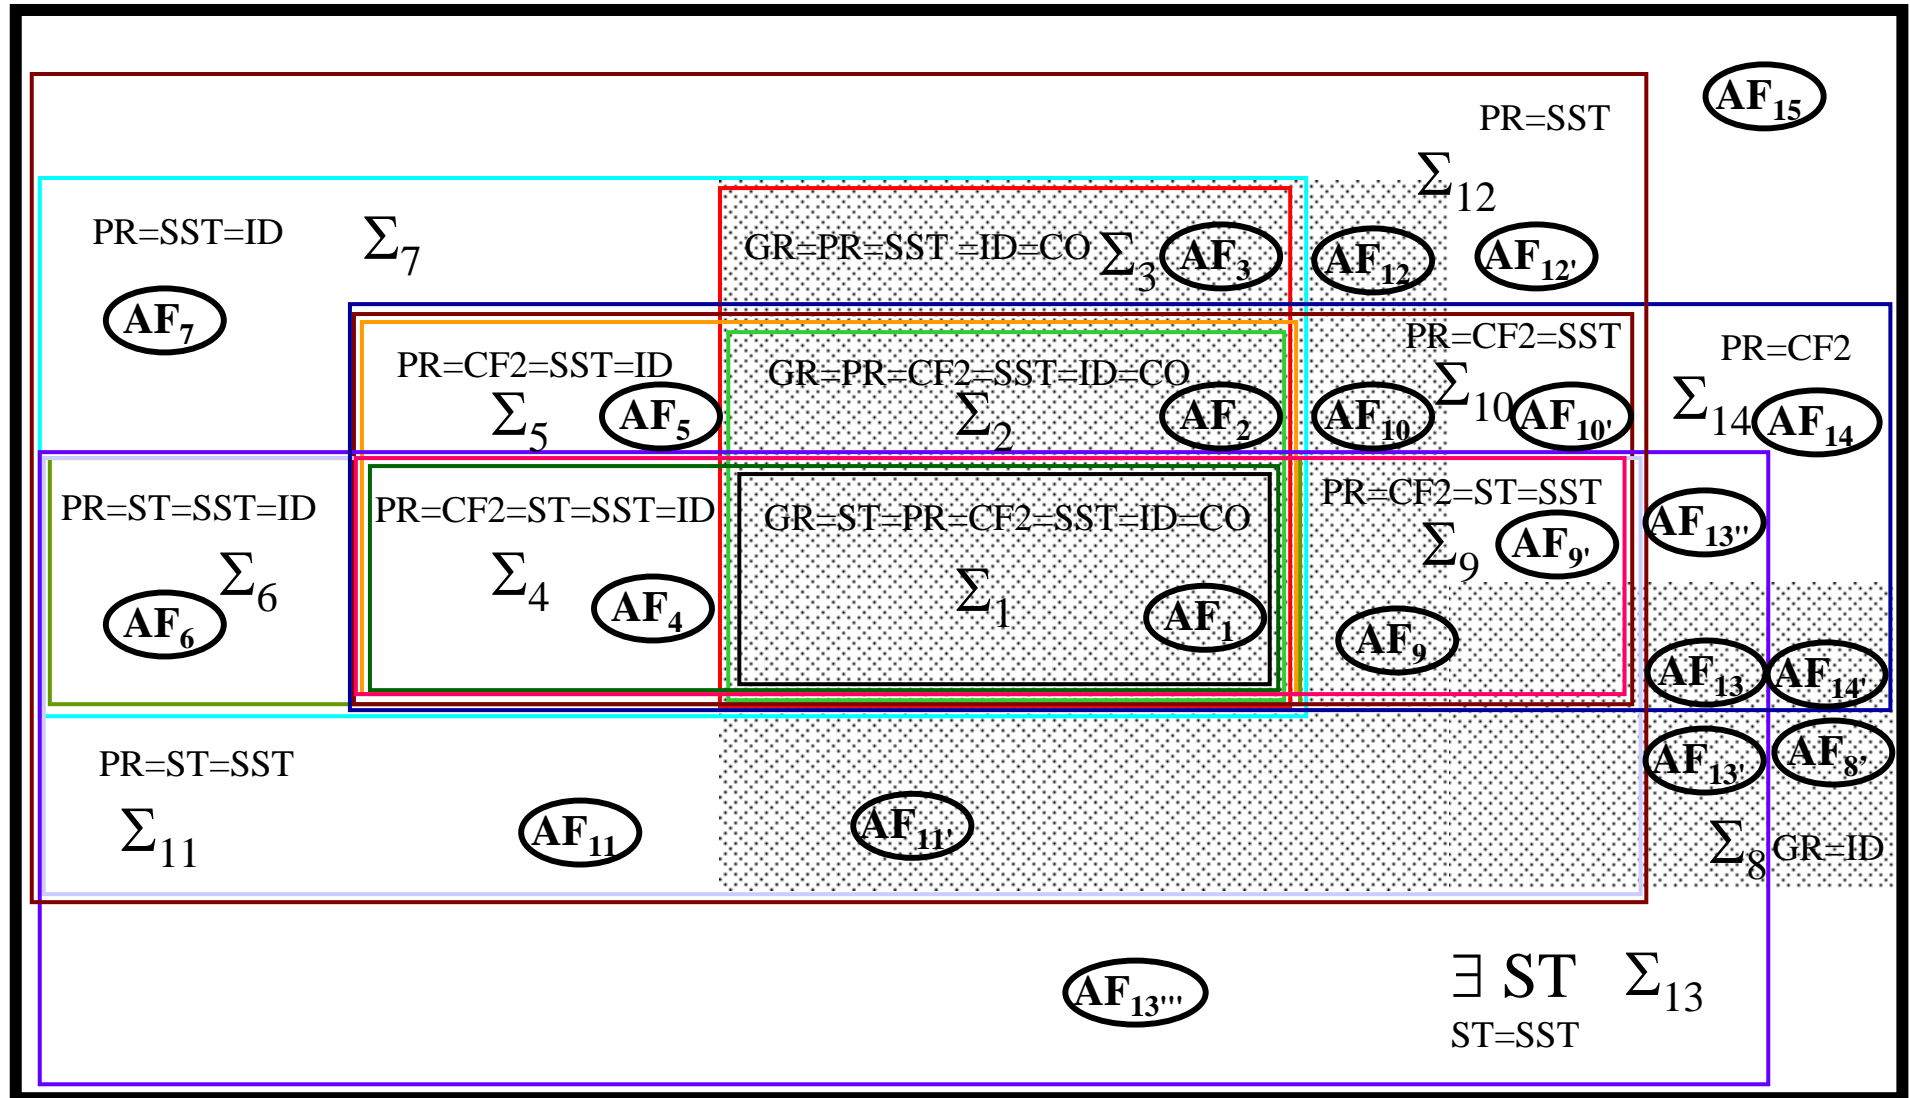 AF15
PR=SST
Σ12
PR=SST=ID
Σ7
GR=PR=SST =ID=CO
Σ3
AF3
AF12
AF12'
AF7
PR=CF2=SST=ID
Σ5
AF5
GR=PR=CF2=SST=ID=CO
Σ2
AF2
AF10
PR=CF2=SST
Σ10
AF10'
PR=CF2
Σ14
AF14
PR=ST=SST=ID
Σ6
AF6
PR=CF2=ST=SST=ID
Σ4
AF4
GR=ST=PR=CF2=SST=ID=CO
Σ1
AF1
PR=CF2=ST=SST
Σ9
AF9'
AF9
AF13''
AF13
AF14'
AF13'
AF8'
Σ8 GR=ID
PR=ST=SST
Σ11
AF11
AF11'
AF13'''
∃ ST Σ13
ST=SST